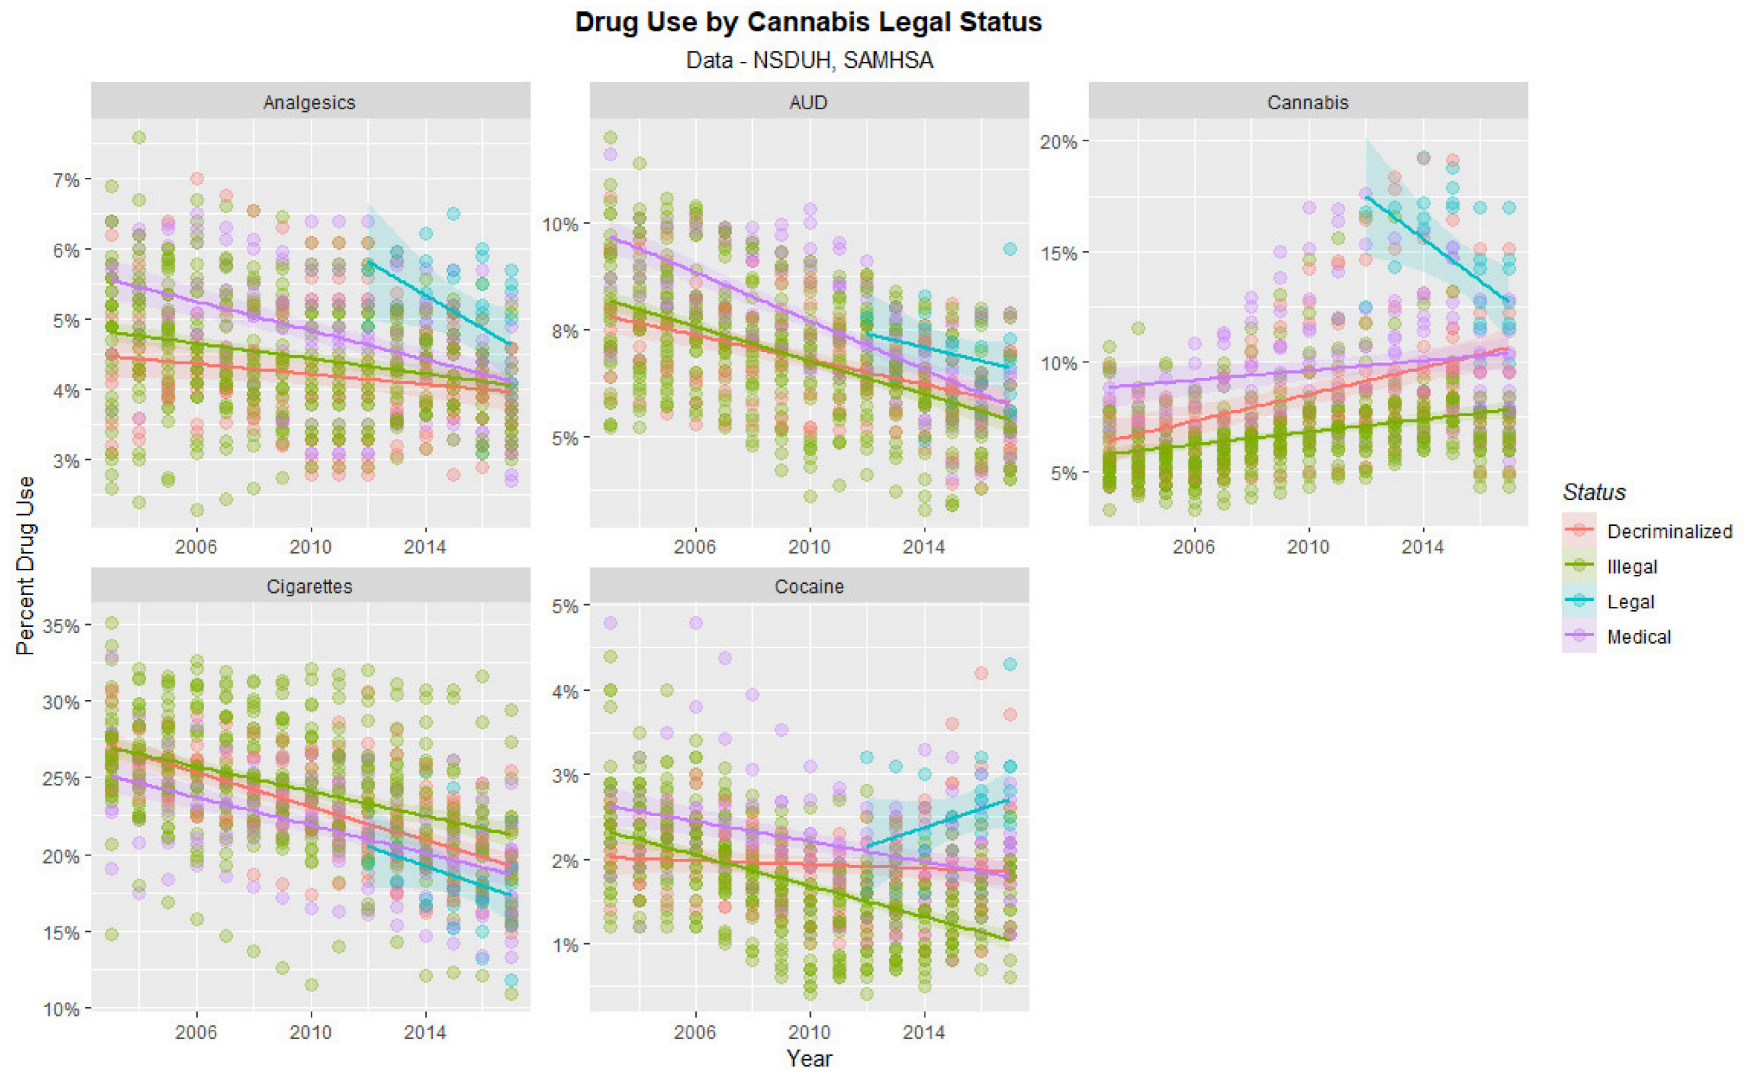 Drug Use by Cannabis Legal Status
Data - NSDUH, SAMHSA
Analgesics
7%
6%
5%
4%
3%
2006 2010 2014
AUD
10%
8%
5%
2006 2010 2014
Cannabis
20%
15%
10%
5%
2006 2010 2014
Cigarettes
35%
30%
25%
20%
15%
10%
2006 2010 2014
Cocaine
5%
4%
3%
2%
1%
2006 2010 2014
Percent Drug Use
Year
Status
Decriminalized
Illegal
Legal
Medical